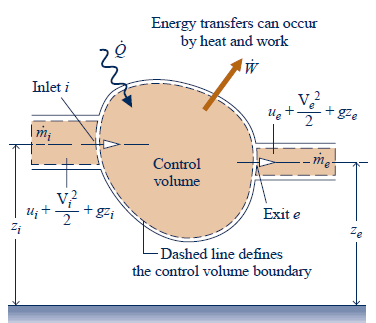 Energy transfers can occur
by heat and work
Q̇
Ẇ
Inlet i
uₑ + Vₑ²/2 + gzₑ
ṁᵢ
ṁₑ
Control
volume
uᵢ + Vᵢ²/2 + gzᵢ
Exit e
zᵢ
zₑ
Dashed line defines
the control volume boundary